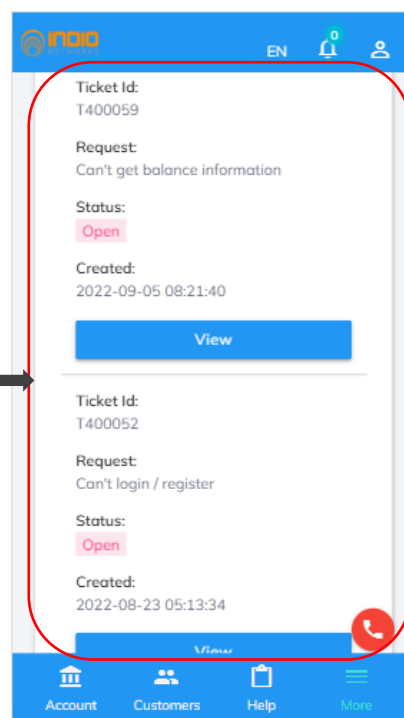 INDIO
NETWORKS
EN
0
Ticket Id:
T400059
Request:
Can't get balance information
Status:
Open
Created:
2022-09-05 08:21:40
View
Ticket Id:
T400052
Request:
Can't login / register
Status:
Open
Created:
2022-08-23 05:13:34
View
Account Customers Help More